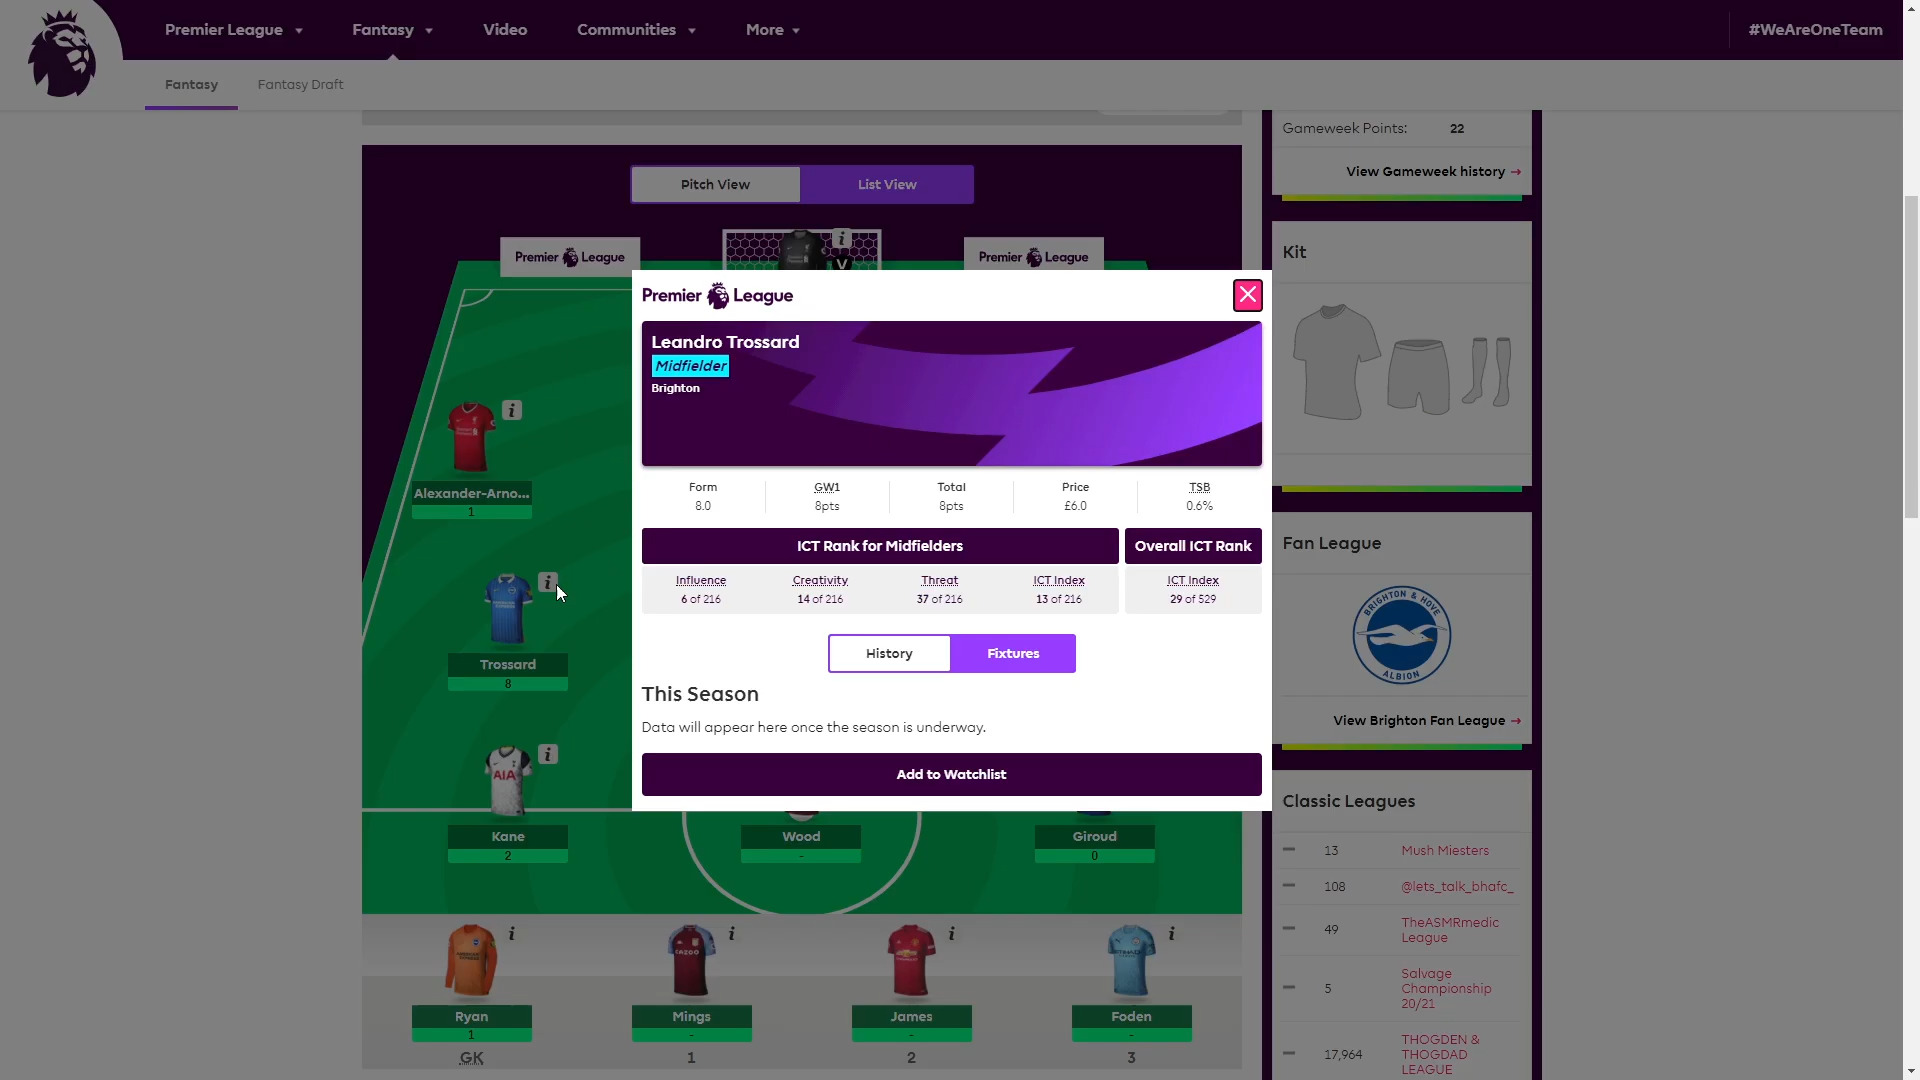 Premier League
Fantasy
Video
Communities
More
#WeAreOneTeam
Fantasy
Fantasy Draft
Gameweek Points: 22
View Gameweek history →
Pitch View
List View
Premier League
Premier League
Premier League
Leandro Trossard
Midfielder
Brighton
Form GW1 Total Price TSB
8.0 8pts 8pts £6.0 0.6%
ICT Rank for Midfielders Overall ICT Rank
Influence Creativity Threat ICT Index ICT Index
6 of 216 14 of 216 37 of 216 13 of 216 29 of 529
History
Fixtures
This Season
Data will appear here once the season is underway.
Add to Watchlist
Alexander-Arno...
1
Trossard
8
AIA
Kane Wood Giroud
2 - 0
CAZOO
Ryan Mings James Foden
1 - - -
GK 1 2 3
Kit
Fan League
BRIGHTON & HOVE
ALBION
View Brighton Fan League →
Classic Leagues
13 Mush Miesters
108 @lets_talk_bhafc_
49 TheASMRmedic
League
5 Salvage
Championship
20/21
17,964 THOGDEN &
THOGDAD
LEAGUE